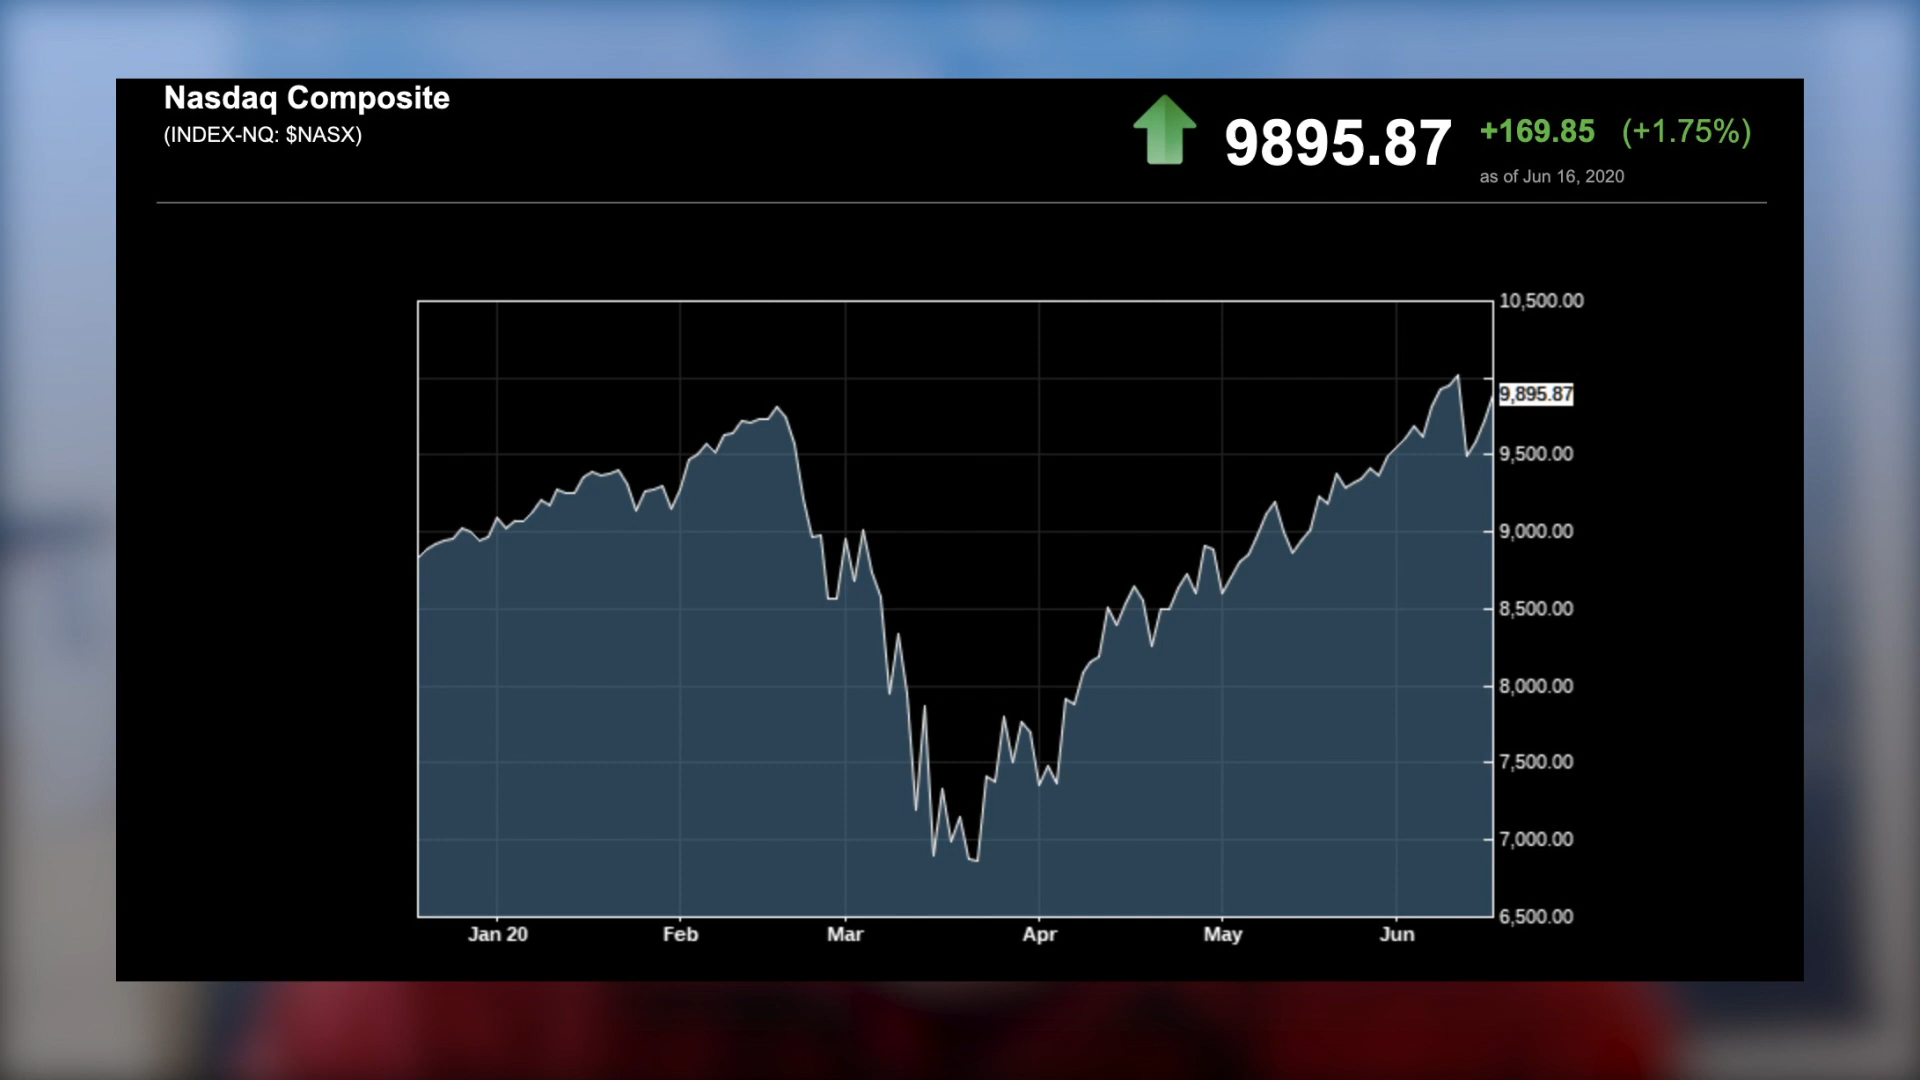 Nasdaq Composite
(INDEX-NQ: $NASX)
9895.87
+169.85 (+1.75%)
as of Jun 16, 2020
10,500.00
9,895.87
9,500.00
9,000.00
8,500.00
8,000.00
7,500.00
7,000.00
6,500.00
Jan 20 Feb Mar Apr May Jun